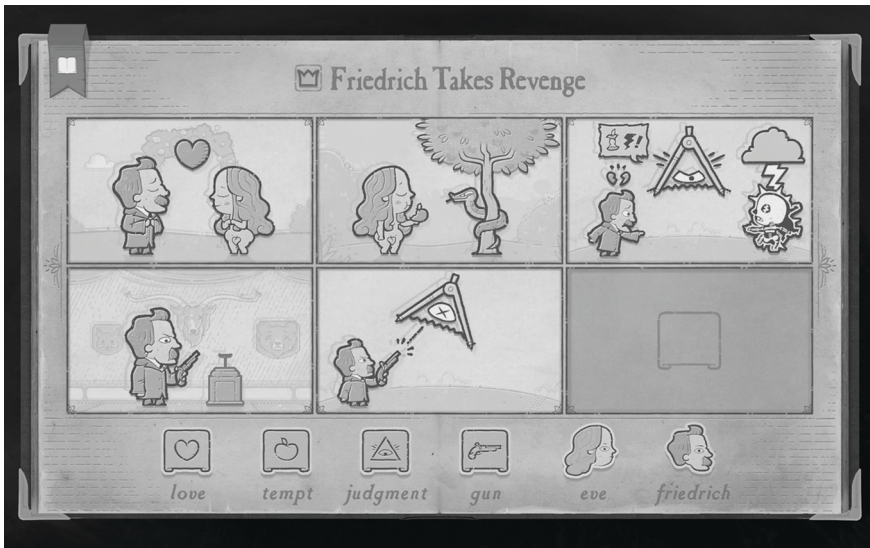 Friedrich Takes Revenge
!
love
tempt
judgment
gun
eve
friedrich